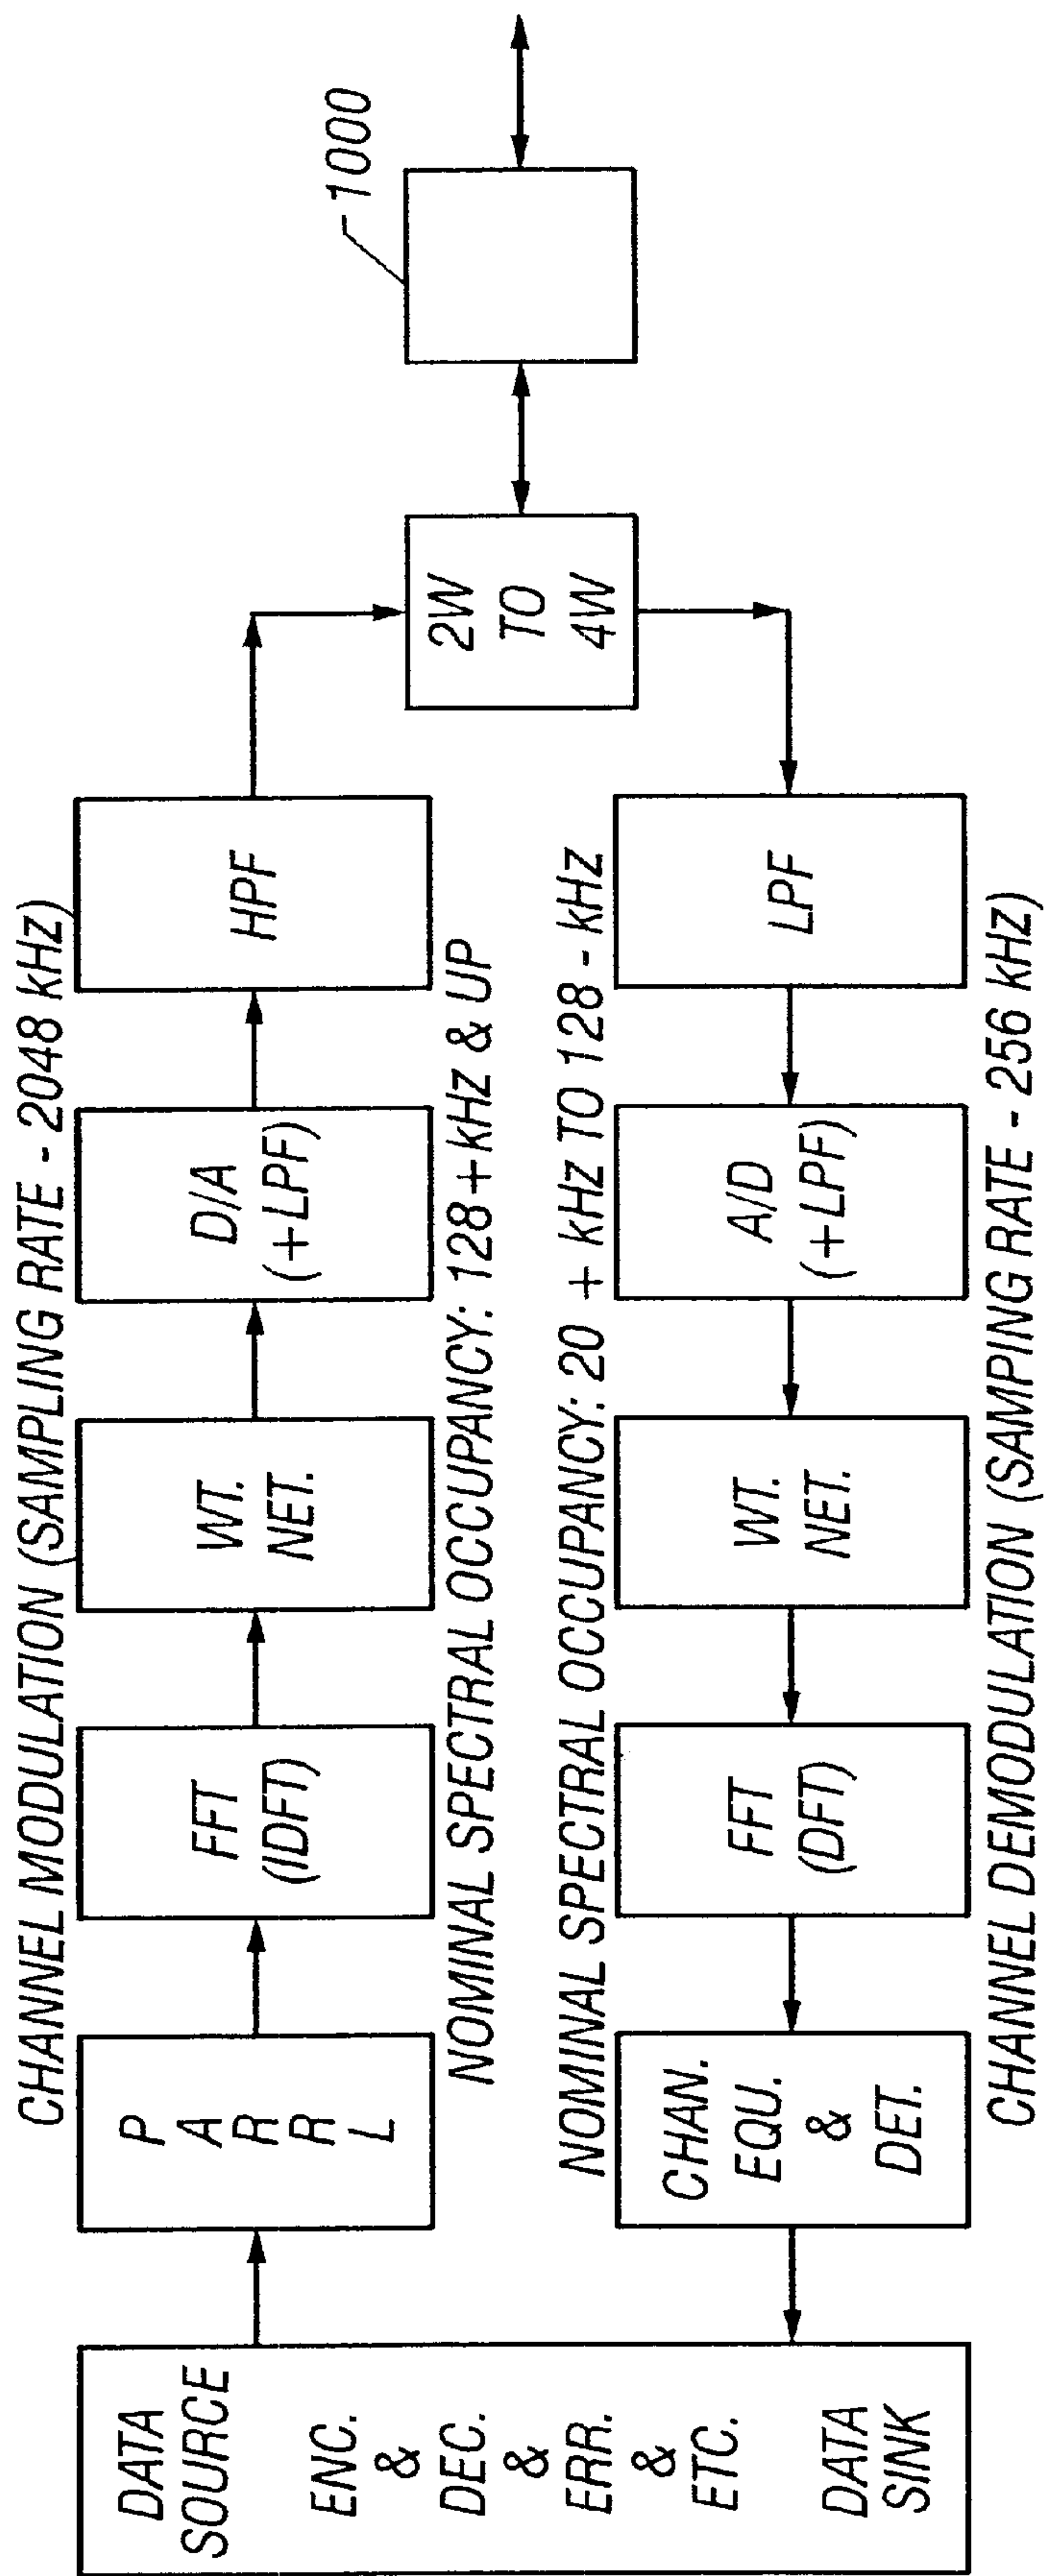 CHANNEL MODULATION (SAMPLING RATE - 2048 kHz)
DATA
SOURCE
ENC.
&
DEC.
&
ERR.
&
ETC.
DATA
SINK
P
A
R
R
L
FFT
(IDFT)
WT.
NET.
D/A
(+LPF)
HPF
NOMINAL SPECTRAL OCCUPANCY: 128+kHz & UP
2W
TO
4W
1000
NOMINAL SPECTRAL OCCUPANCY: 20 + kHz TO 128 - kHz
CHAN.
EQU.
&
DET.
FFT
(DFT)
WT.
NET.
A/D
(+LPF)
LPF
CHANNEL DEMODULATION (SAMPING RATE - 256 kHz)